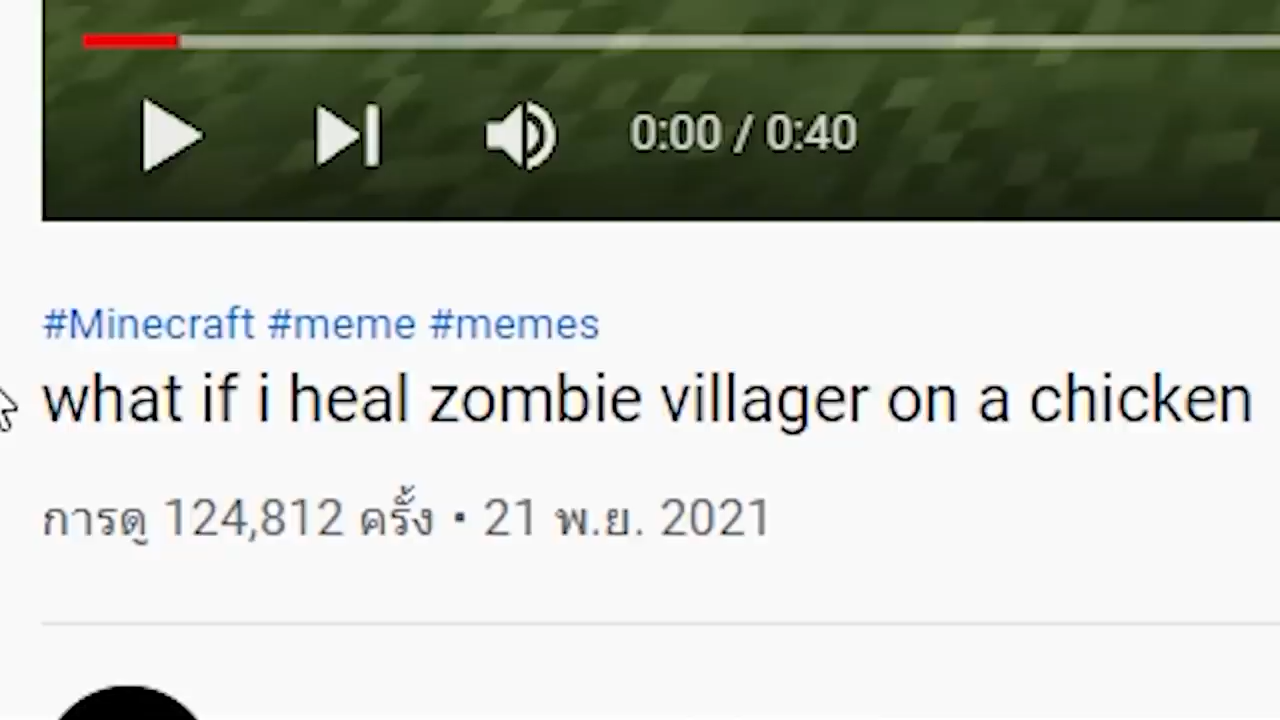 0:00 / 0:40
#Minecraft #meme #memes
what if i heal zombie villager on a chicken
การดู 124,812 ครั้ง • 21 พ.ย. 2021